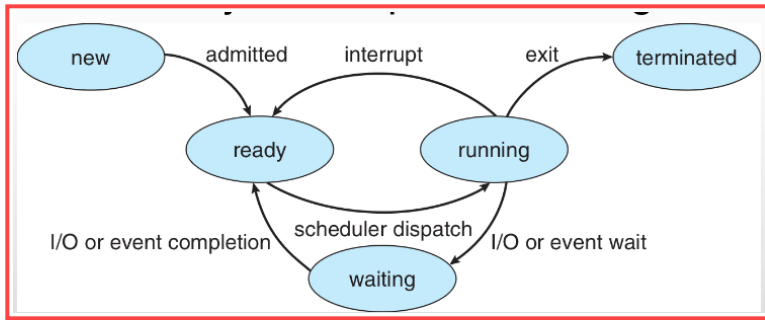 new
admitted
interrupt
exit
terminated
ready
running
I/O or event completion
scheduler dispatch
I/O or event wait
waiting